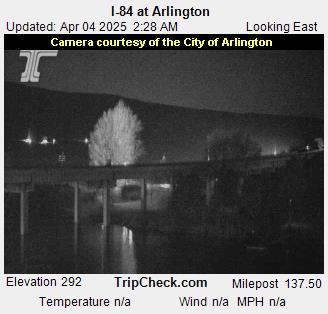 I-84 at Arlington
Updated: Apr 04 2025 2:28 AM Looking East
Camera courtesy of the City of Arlington
Elevation 292 TripCheck.com Milepost 137.50
Temperature n/a Wind n/a MPH n/a